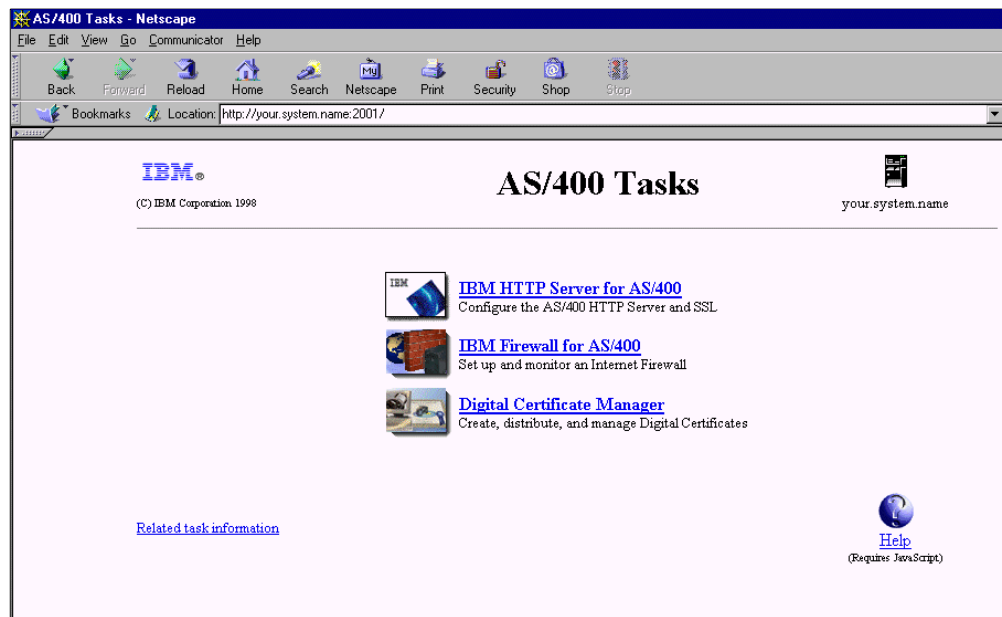 AS/400 Tasks - Netscape
File Edit View Go Communicator Help
Back Forward Reload Home Search Netscape Print Security Shop Stop
Bookmarks Location: http://your.system.name:2001/
IBM®
AS/400 Tasks
(C) IBM Corporation 1998
your.system.name
IBM
IBM HTTP Server for AS/400
Configure the AS/400 HTTP Server and SSL
IBM Firewall for AS/400
Set up and monitor an Internet Firewall
Digital Certificate Manager
Create, distribute, and manage Digital Certificates
Related task information
Help
(Requires JavaScript)